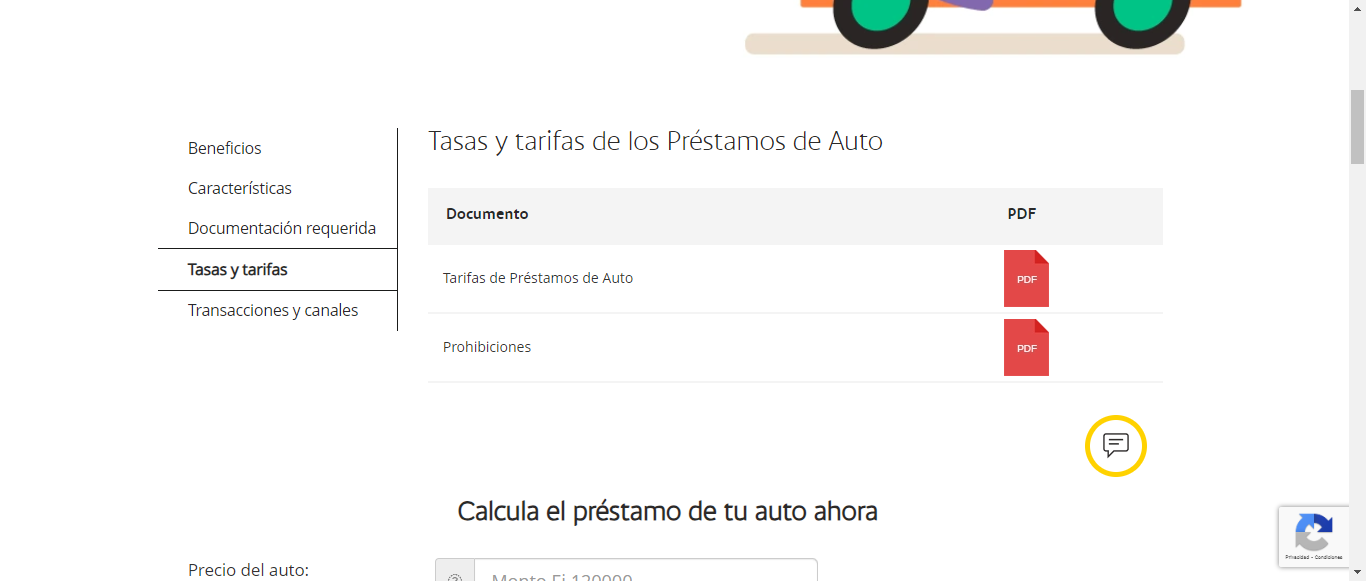 Beneficios
Características
Documentación requerida
Tasas y tarifas
Transacciones y canales
Tasas y tarifas de los Préstamos de Auto
Documento PDF
Tarifas de Préstamos de Auto PDF
Prohibiciones PDF
Calcula el préstamo de tu auto ahora
Precio del auto:
Monto Ej 120000
Privacidad - Condiciones